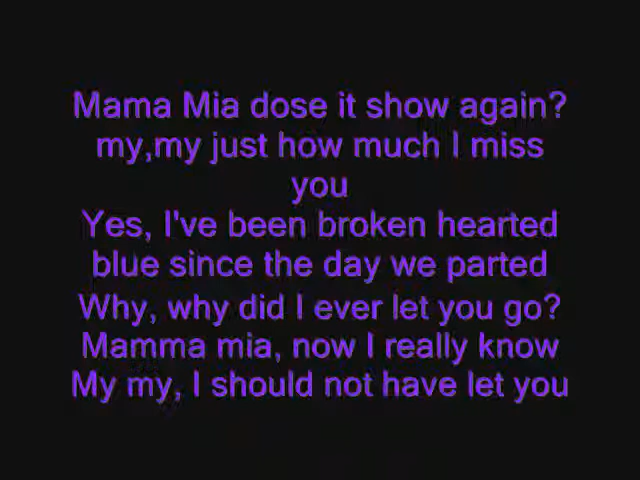 Mama Mia dose it show again?
my,my just how much I miss
you
Yes, I've been broken hearted
blue since the day we parted
Why, why did I ever let you go?
Mamma mia, now I really know
My my, I should not have let you